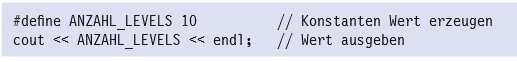 #define ANZAHL_LEVELS 10 // Konstanten Wert erzeugen
cout << ANZAHL_LEVELS << endl; // Wert ausgeben